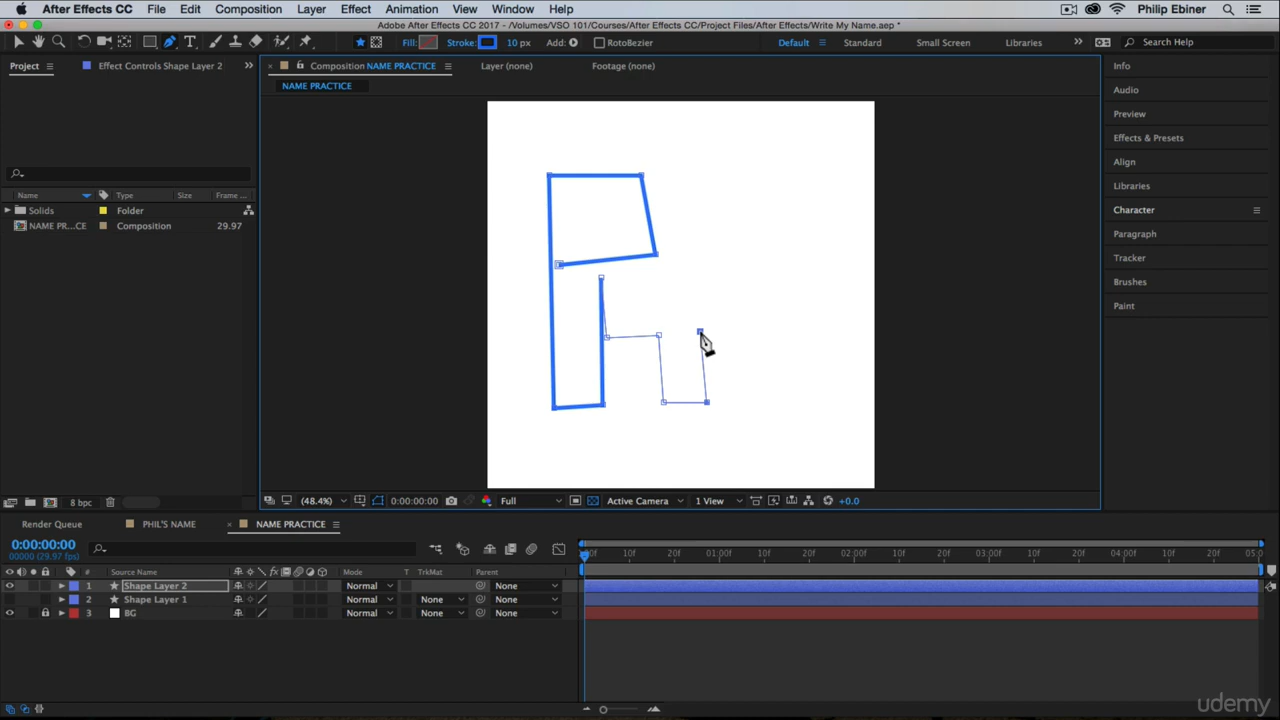 After Effects CC File Edit Composition Layer Effect Animation View Window Help Philip Ebiner
Adobe After Effects CC 2017 - /Volumes/VSO 101/Courses/After Effects CC/Project Files/After Effects/Write My Name.aep *
Fill: Stroke: 10 px Add: RotoBezier Default Standard Small Screen Libraries Search Help
Project Effect Controls Shape Layer 2 Composition NAME PRACTICE Layer (none) Footage (none) Info
NAME PRACTICE
Audio
Preview
Effects & Presets
Align
Libraries
Character
Paragraph
Tracker
Brushes
Paint
Name Type Size Frame ...
Solids Folder
NAME PR...CE Composition 29.97
8 bpc (48.4%) 0:00:00:00 Full Active Camera 1 View +0.0
Render Queue PHIL'S NAME NAME PRACTICE
0:00:00:00
00000 (29.97 fps)
:00f 10f 20f 01:00f 10f 20f 02:00f 10f 20f 03:00f 10f 20f 04:00f 10f 20f 05:0
# Source Name Mode T TrkMat Parent
1 Shape Layer 2 Normal None
2 Shape Layer 1 Normal None None
3 BG Normal None None
udemy